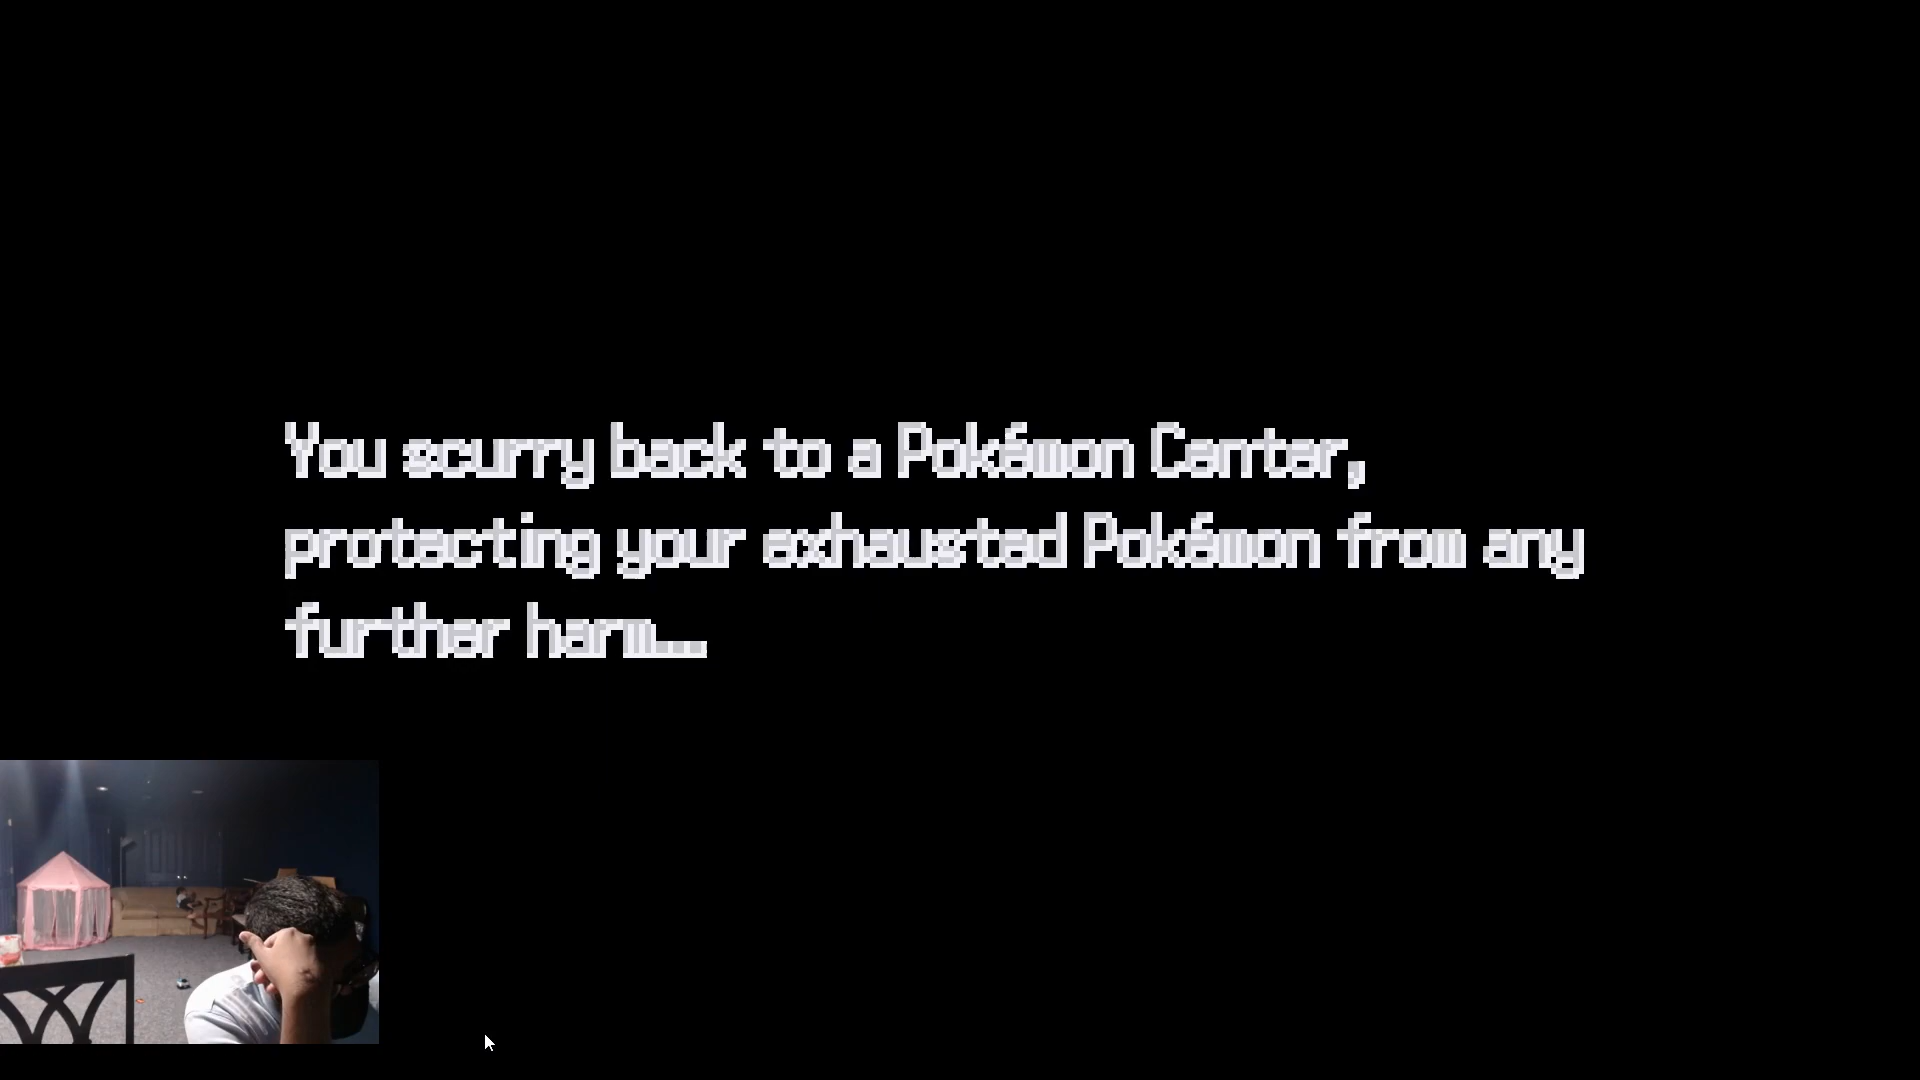 You scurry back to a Pokémon Center,
protecting your exhausted Pokémon from any
further harm...